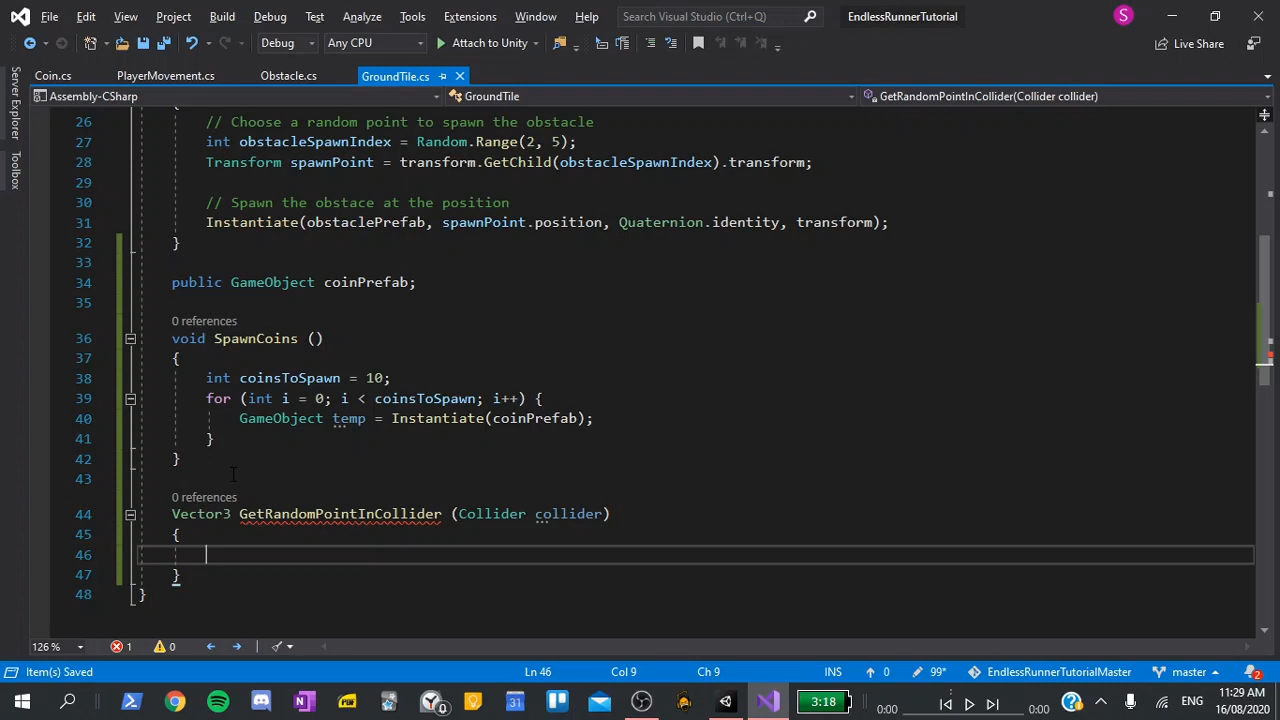 File Edit View Project Build Debug Test Analyze Tools Extensions Window Help Search Visual Studio (Ctrl+Q) EndlessRunnerTutorial S
Debug Any CPU Attach to Unity Live Share
Coin.cs PlayerMovement.cs Obstacle.cs GroundTile.cs
Assembly-CSharp GroundTile GetRandomPointInCollider(Collider collider)
Server Explorer
Toolbox
{
26 // Choose a random point to spawn the obstacle
27 int obstacleSpawnIndex = Random.Range(2, 5);
28 Transform spawnPoint = transform.GetChild(obstacleSpawnIndex).transform;
29
30 // Spawn the obstace at the position
31 Instantiate(obstaclePrefab, spawnPoint.position, Quaternion.identity, transform);
32 }
33
34 public GameObject coinPrefab;
35
0 references
36 void SpawnCoins ()
37 {
38 int coinsToSpawn = 10;
39 for (int i = 0; i < coinsToSpawn; i++) {
40 GameObject temp = Instantiate(coinPrefab);
41 }
42 }
43
0 references
44 Vector3 GetRandomPointInCollider (Collider collider)
45 {
46
47 }
48 }
126 % 1 0
Item(s) Saved Ln 46 Col 9 Ch 9 INS 0 99* EndlessRunnerTutorialMaster master 2
0 3:18 0:00 0:00 ENG 11:29 AM
16/08/2020